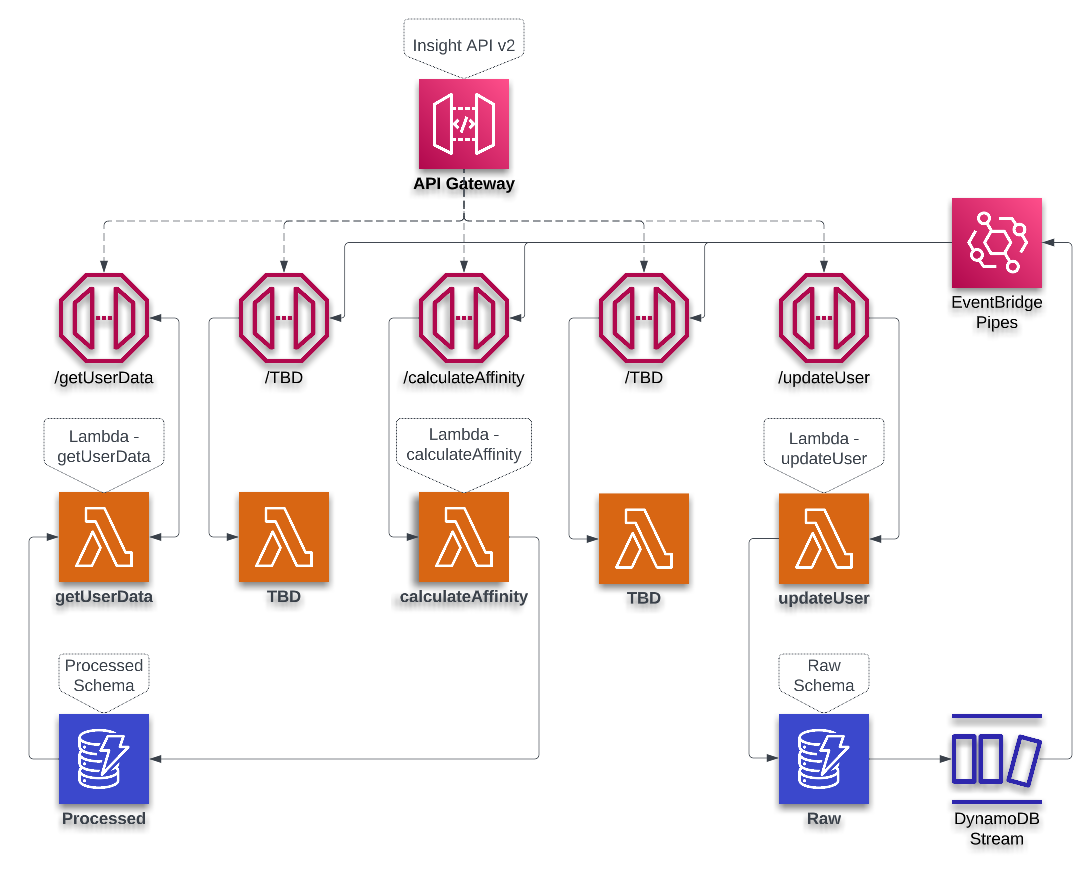 Insight API v2
API Gateway
EventBridge
Pipes
/getUserData
/TBD
/calculateAffinity
/TBD
/updateUser
Lambda -
getUserData
Lambda -
calculateAffinity
Lambda -
updateUser
getUserData
TBD
calculateAffinity
TBD
updateUser
Processed
Schema
Raw
Schema
Processed
Raw
DynamoDB
Stream